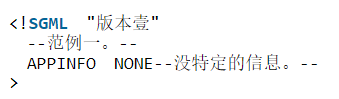 <!SGML "版本壹"
--范例一。--
APPINFO NONE--没特定的信息。--
>